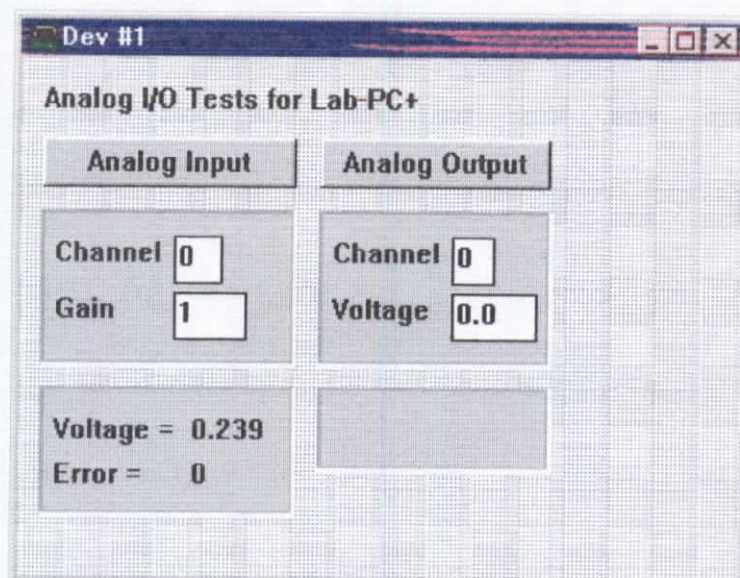 Dev #1
Analog I/O Tests for Lab-PC+
Analog Input
Analog Output
Channel 0
Gain 1
Channel 0
Voltage 0.0
Voltage = 0.239
Error = 0